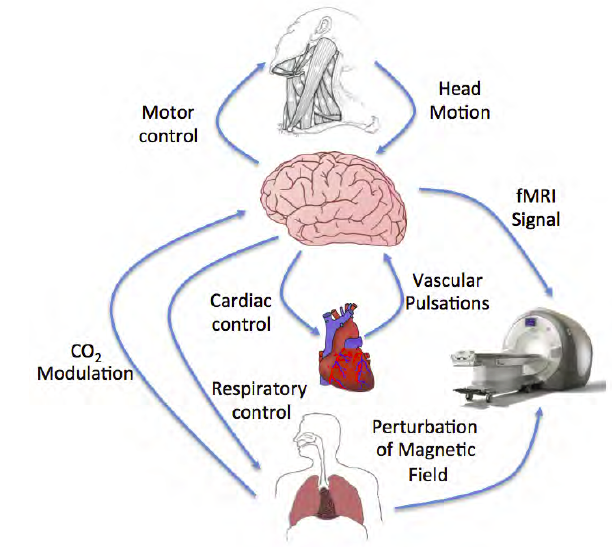 Head
Motion
Motor
control
fMRI
Signal
Vascular
Pulsations
Cardiac
control
CO₂
Modulation
Respiratory
control
Perturbation
of Magnetic
Field